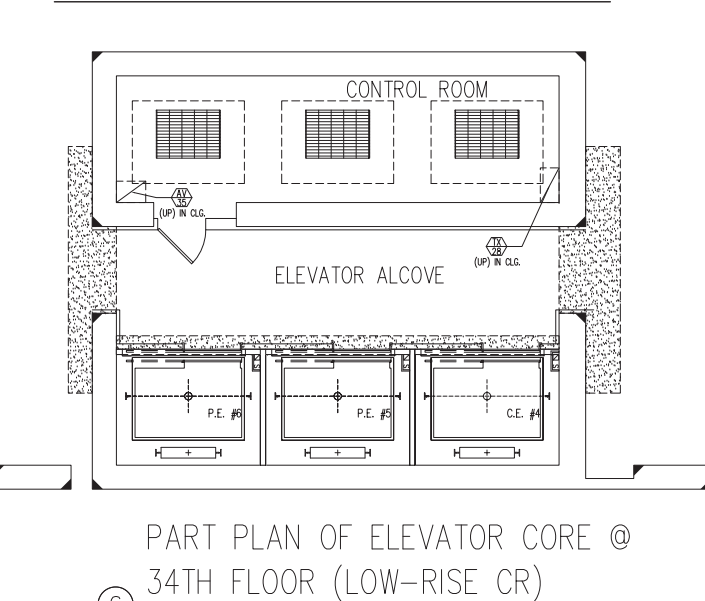 CONTROL ROOM
AV
35
(UP) IN CLG.
TX
28
(UP) IN CLG.
ELEVATOR ALCOVE
P.E. #6
P.E. #5
C.E. #4
PART PLAN OF ELEVATOR CORE @
34TH FLOOR (LOW-RISE CR)